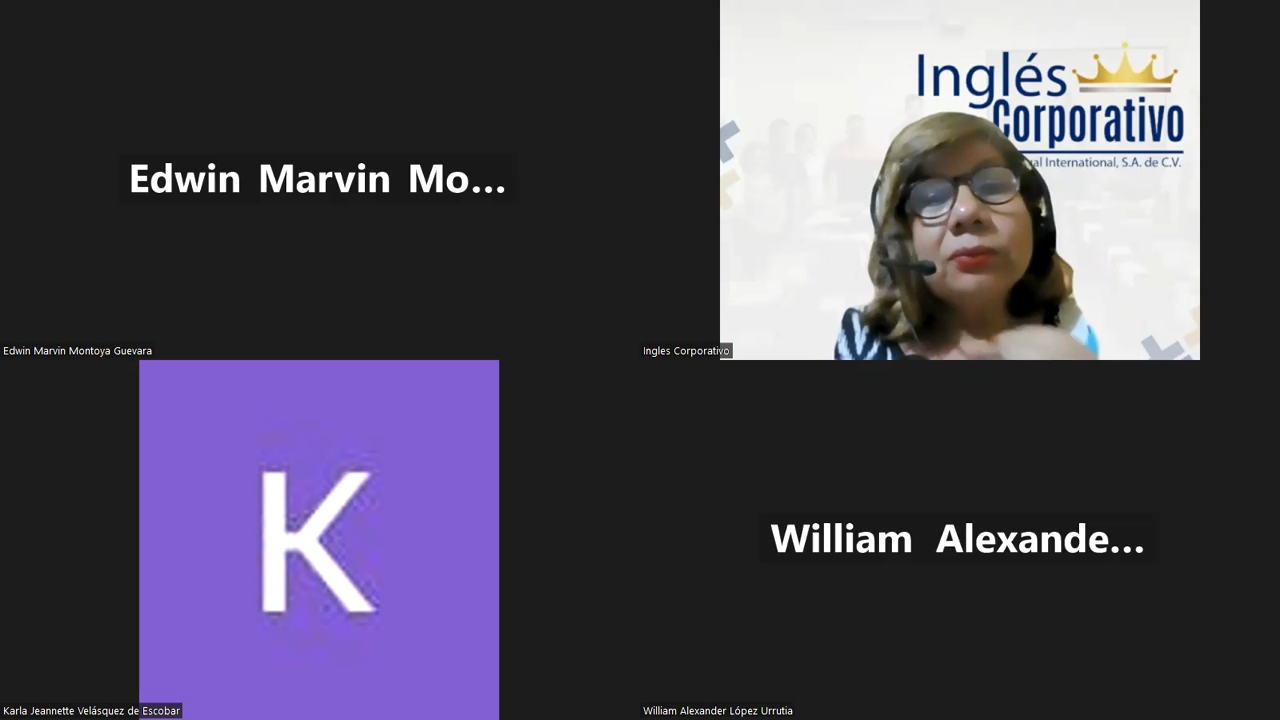 Edwin Marvin Mo...
Edwin Marvin Montoya Guevara
Inglés
Corporativo
International, S.A. de C.V.
Ingles Corporativo
K
Karla Jeannette Velásquez de Escobar
William Alexande...
William Alexander López Urrutia